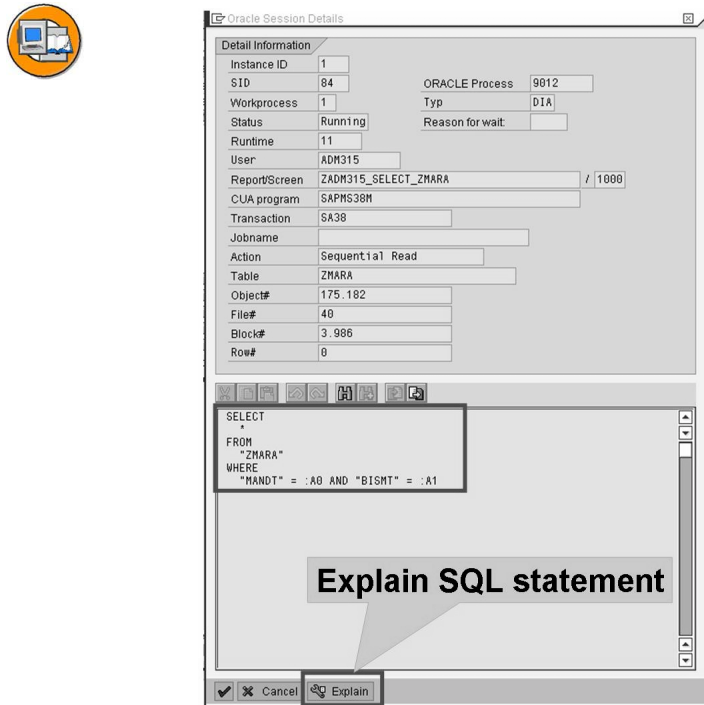 Oracle Session Details
Detail Information
Instance ID 1
SID 84 ORACLE Process 9012
Workprocess 1 Typ DIA
Status Running Reason for wait:
Runtime 11
User ADM315
Report/Screen ZADM315_SELECT_ZMARA / 1000
CUA program SAPMS38M
Transaction SA38
Jobname
Action Sequential Read
Table ZMARA
Object# 175.182
File# 40
Block# 3.986
Row# 0
SELECT
*
FROM
"ZMARA"
WHERE
"MANDT" = :A0 AND "BISMT" = :A1
Explain SQL statement
Cancel Explain